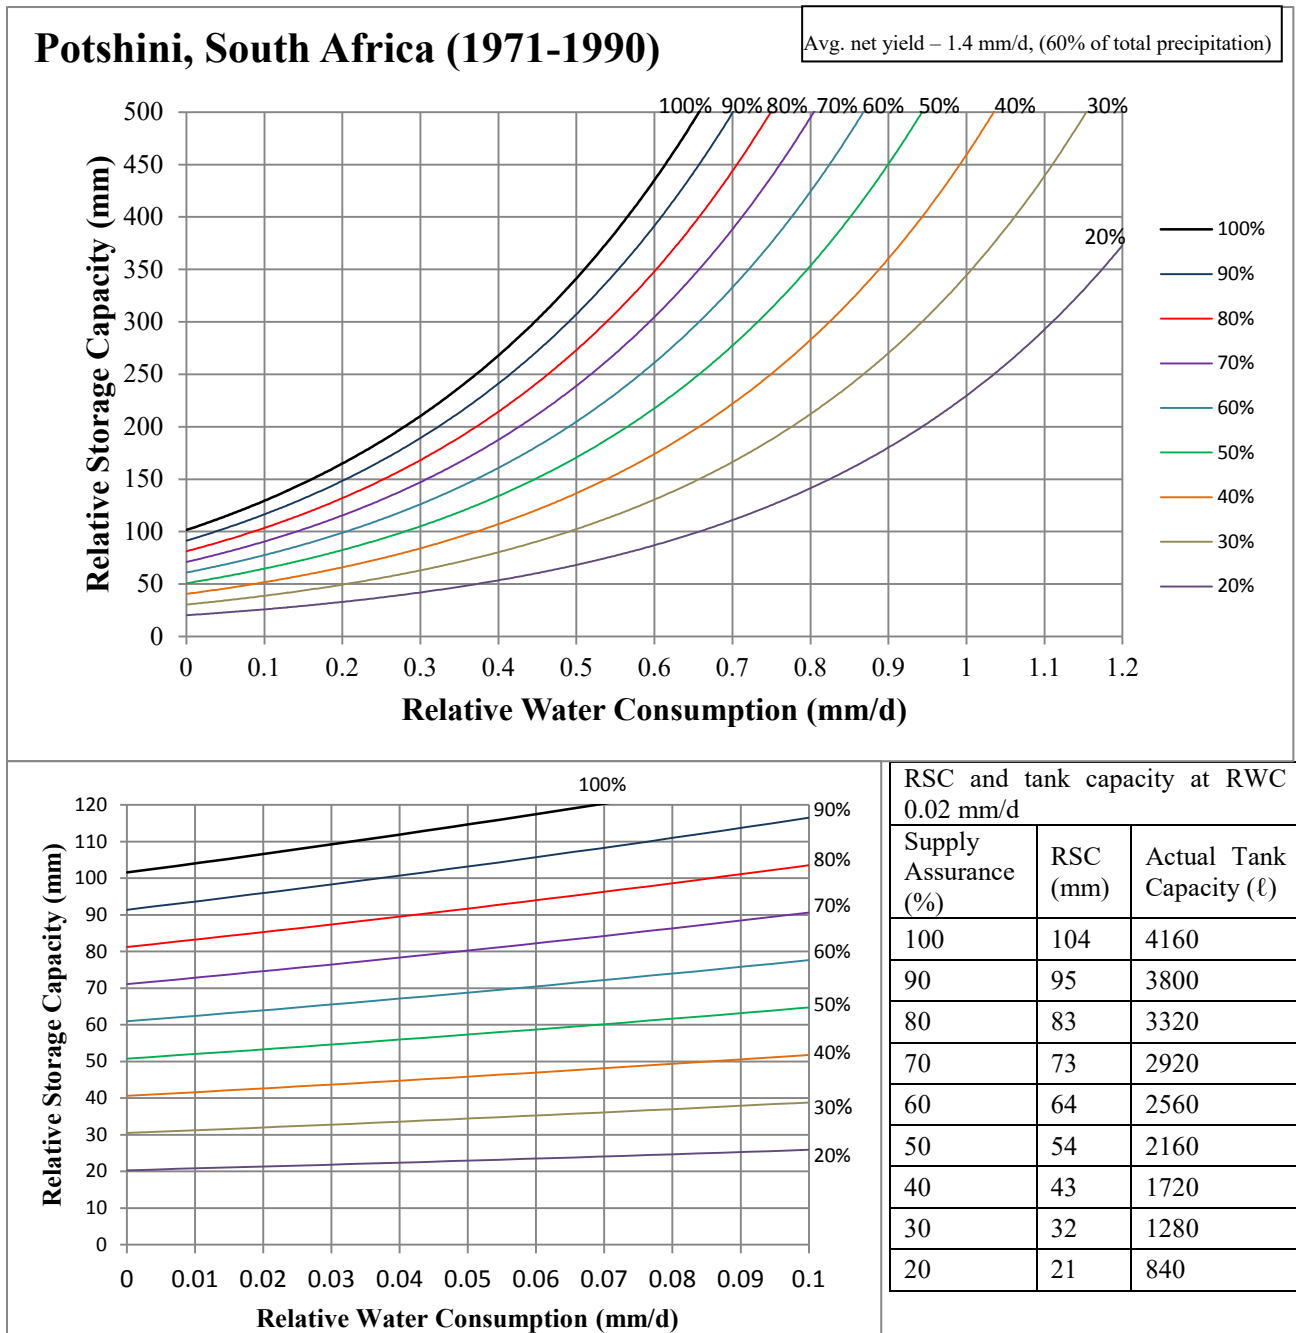 Potshini, South Africa (1971-1990)
Avg. net yield – 1.4 mm/d, (60% of total precipitation)
Relative Storage Capacity (mm)
500
450
400
350
300
250
200
150
100
50
0
100% 90% 80% 70% 60% 50% 40% 30%
20%
0 0.1 0.2 0.3 0.4 0.5 0.6 0.7 0.8 0.9 1 1.1 1.2
Relative Water Consumption (mm/d)
100%
90%
80%
70%
60%
50%
40%
30%
20%
Relative Storage Capacity (mm)
120
110
100
90
80
70
60
50
40
30
20
10
0
100%
90%
80%
70%
60%
50%
40%
30%
20%
0 0.01 0.02 0.03 0.04 0.05 0.06 0.07 0.08 0.09 0.1
Relative Water Consumption (mm/d)
RSC and tank capacity at RWC
0.02 mm/d
Supply Assurance (%) RSC (mm) Actual Tank Capacity (ℓ)
100 104 4160
90 95 3800
80 83 3320
70 73 2920
60 64 2560
50 54 2160
40 43 1720
30 32 1280
20 21 840